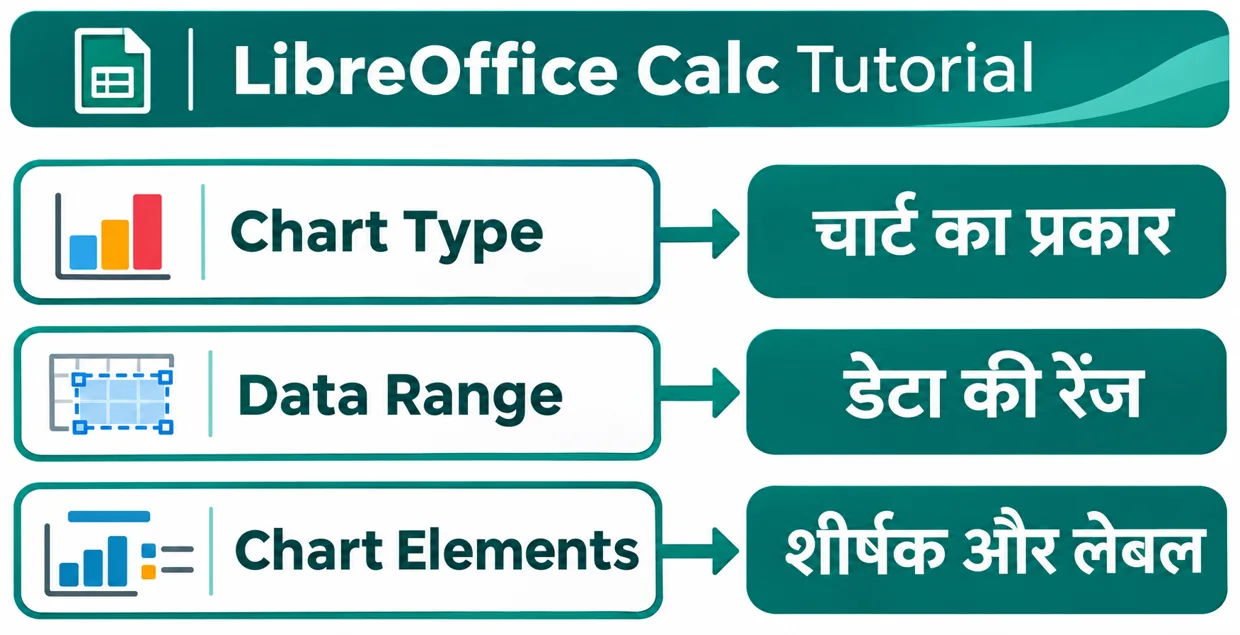 LibreOffice Calc Tutorial
Chart Type
चार्ट का प्रकार
Data Range
डेटा की रेंज
Chart Elements
शीर्षक और लेबल